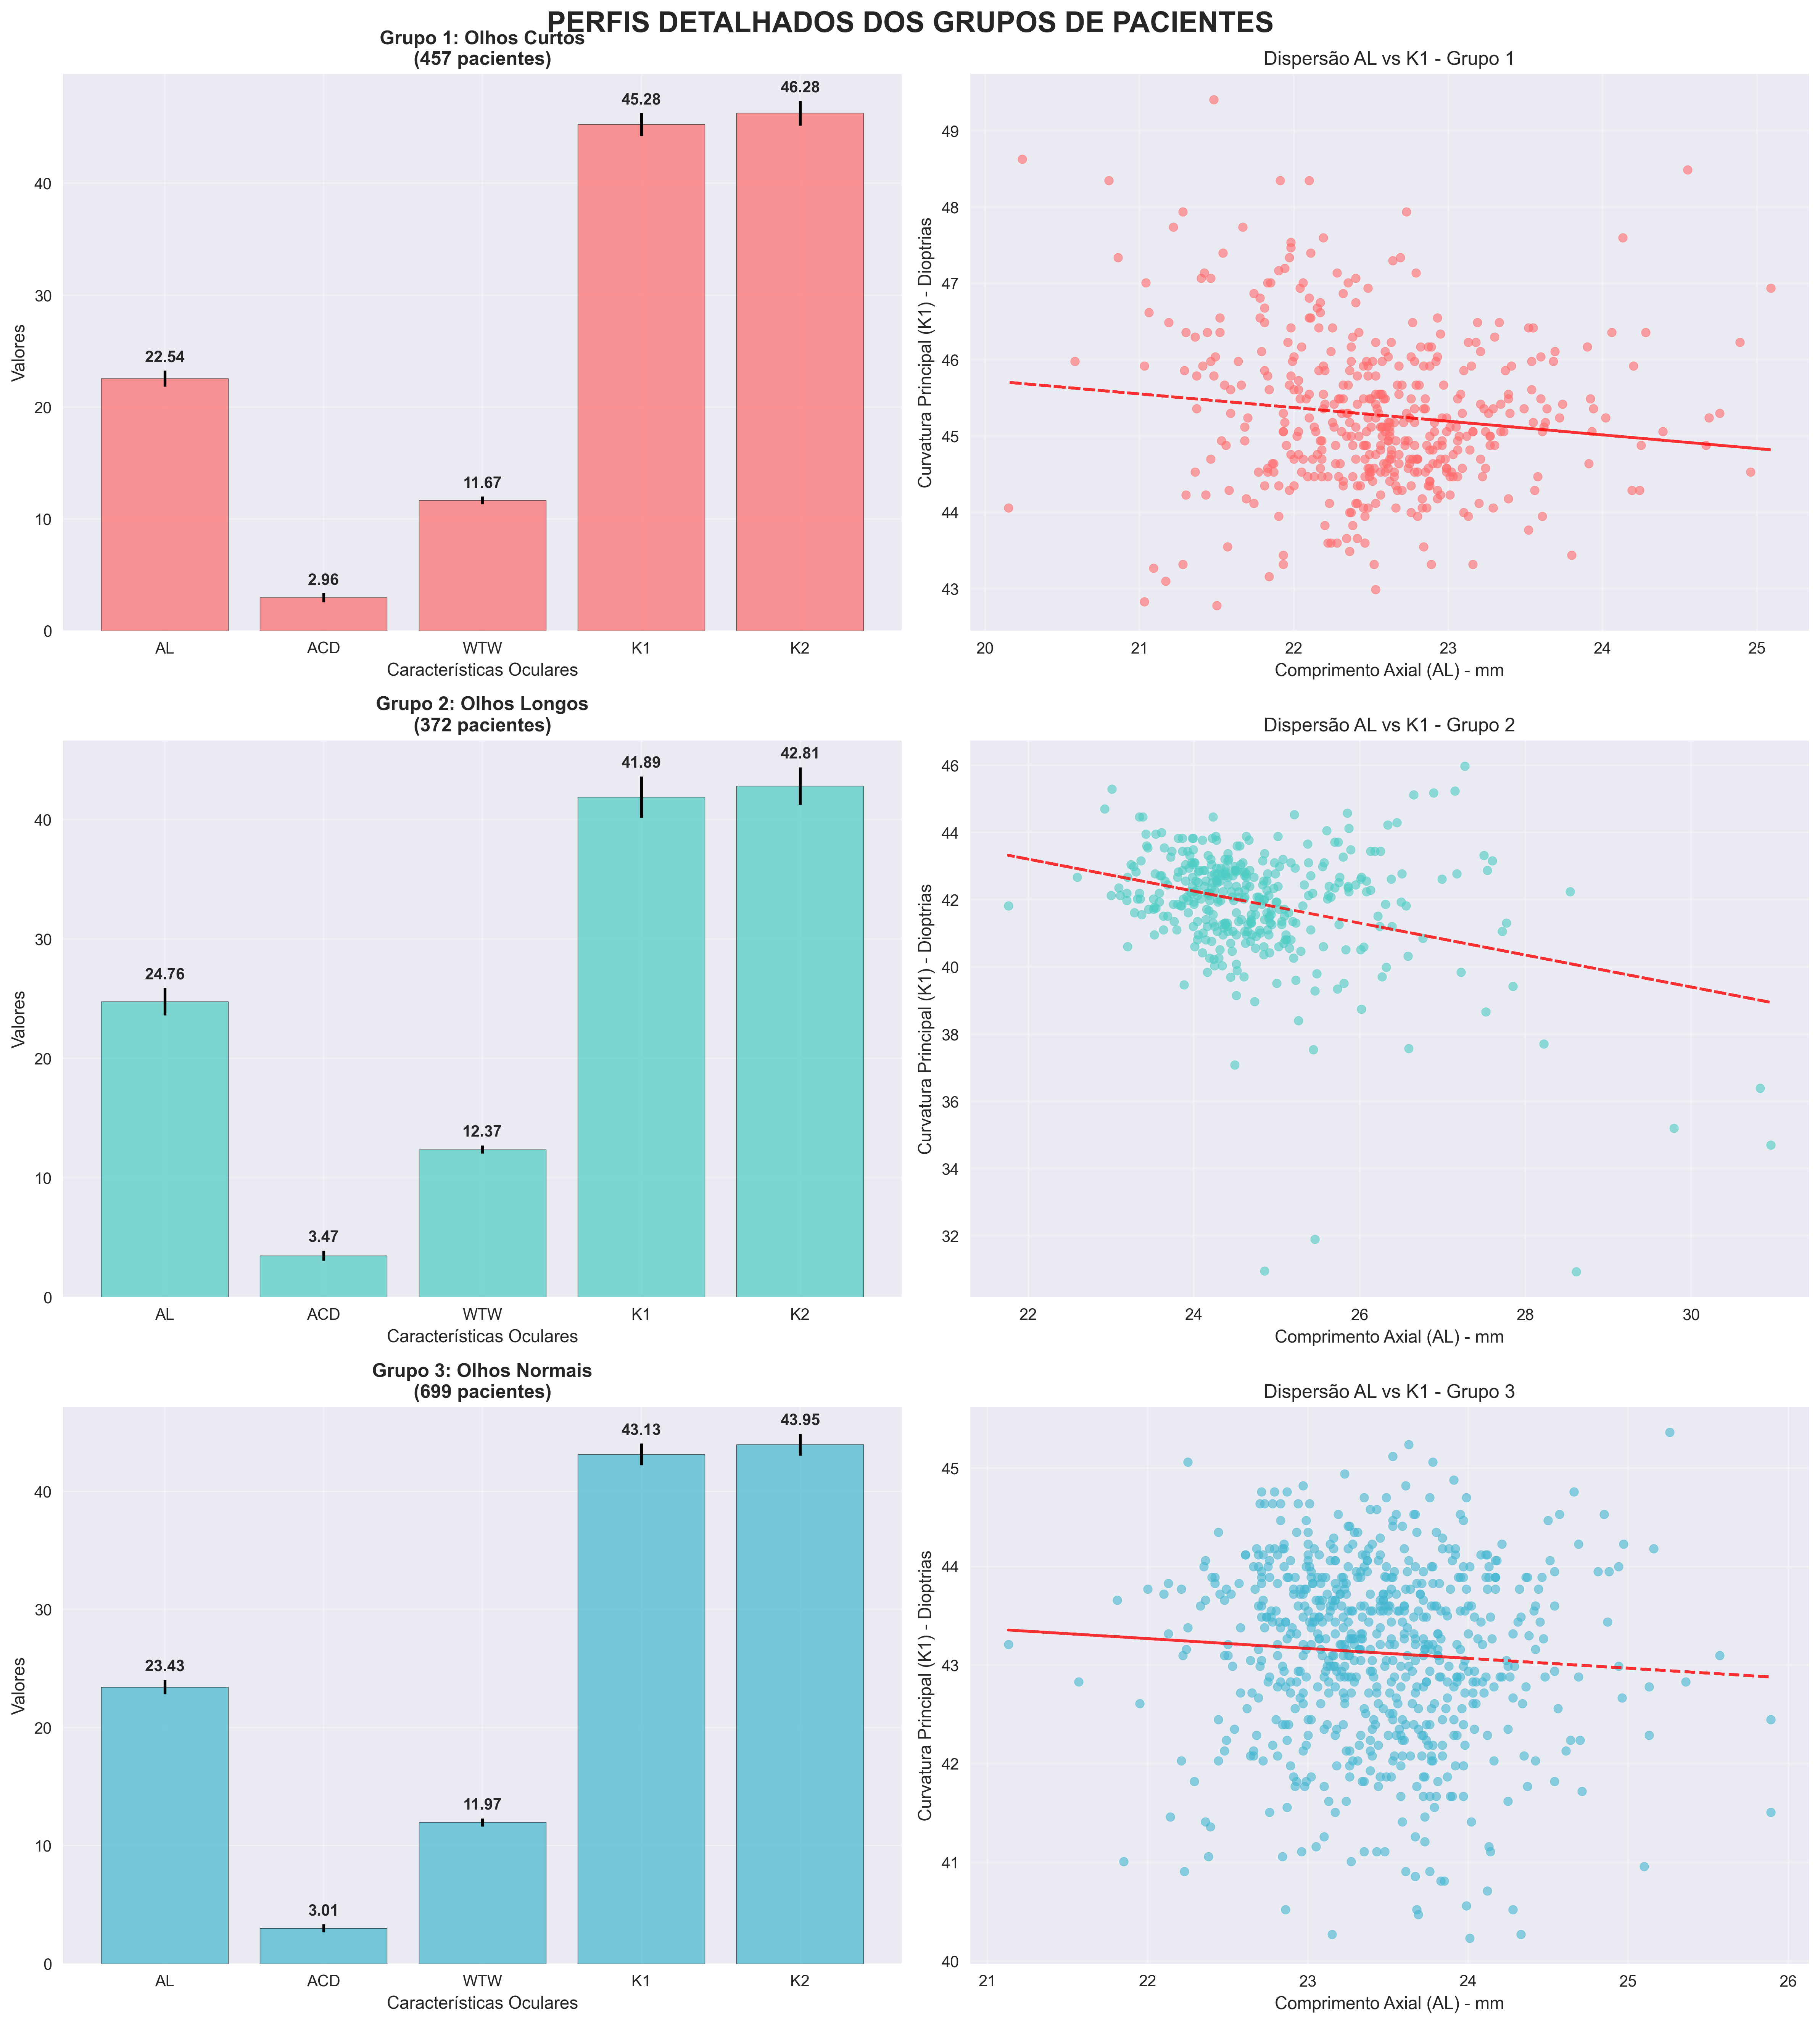 PERFIS DETALHADOS DOS GRUPOS DE PACIENTES
Grupo 1: Olhos Curtos
(457 pacientes)
Valores
0
10
20
30
40
22.54
2.96
11.67
45.28
46.28
AL
ACD
WTW
K1
K2
Características Oculares
Dispersão AL vs K1 - Grupo 1
Curvatura Principal (K1) - Dioptrias
49
48
47
46
45
44
43
20
21
22
23
24
25
Comprimento Axial (AL) - mm
Grupo 2: Olhos Longos
(372 pacientes)
Valores
0
10
20
30
40
24.76
3.47
12.37
41.89
42.81
AL
ACD
WTW
K1
K2
Características Oculares
Dispersão AL vs K1 - Grupo 2
Curvatura Principal (K1) - Dioptrias
46
44
42
40
38
36
34
32
22
24
26
28
30
Comprimento Axial (AL) - mm
Grupo 3: Olhos Normais
(699 pacientes)
Valores
0
10
20
30
40
23.43
3.01
11.97
43.13
43.95
AL
ACD
WTW
K1
K2
Características Oculares
Dispersão AL vs K1 - Grupo 3
Curvatura Principal (K1) - Dioptrias
45
44
43
42
41
40
21
22
23
24
25
26
Comprimento Axial (AL) - mm